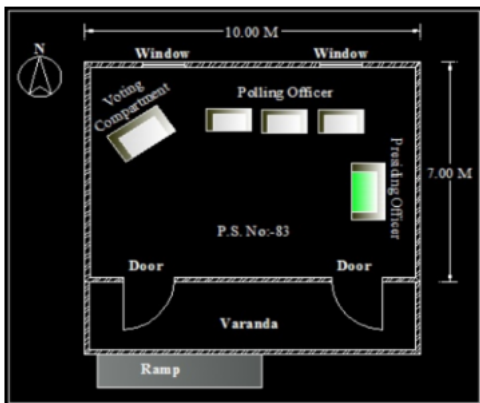 10.00 M
N
Window
Window
Voting
Compartment
Polling Officer
Presiding Officer
7.00 M
P.S. No:-83
Door
Door
Varanda
Ramp